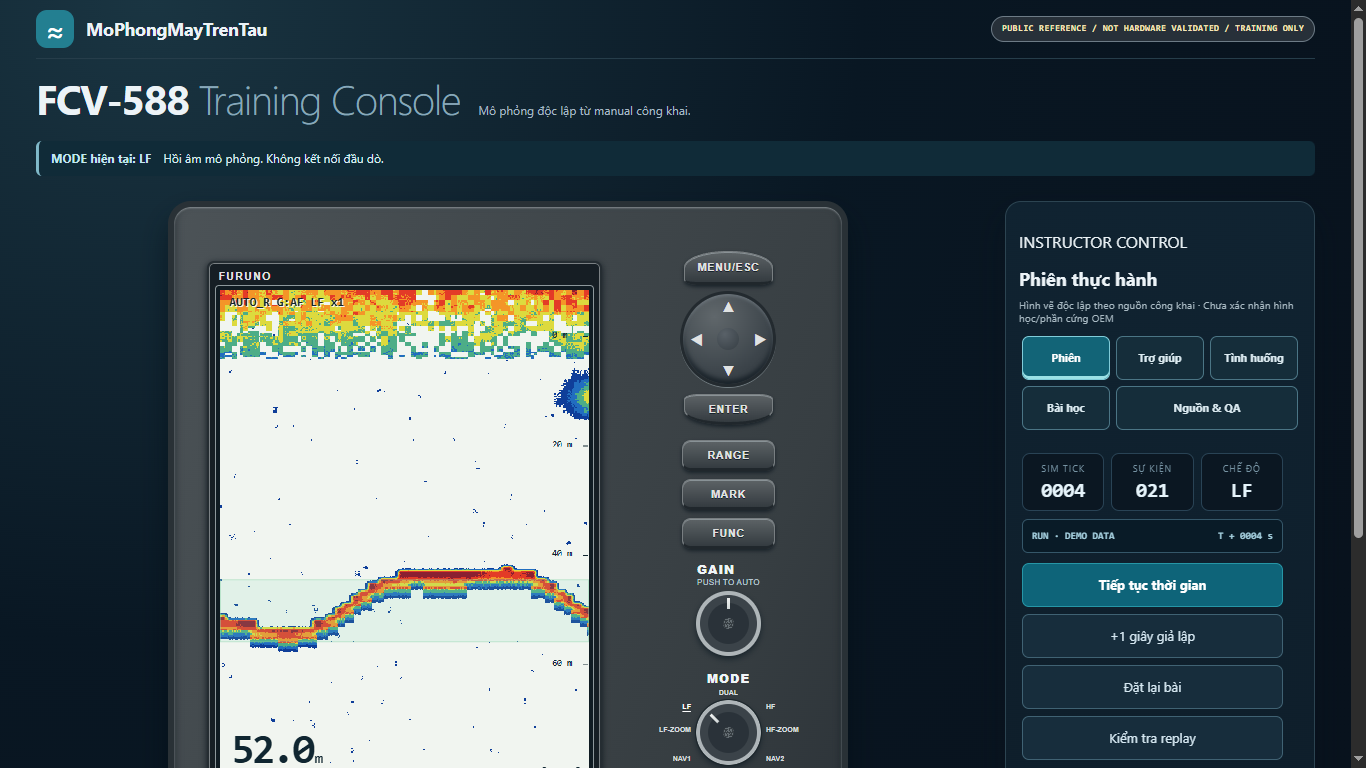 ≈ MoPhongMayTrenTau
PUBLIC REFERENCE / NOT HARDWARE VALIDATED / TRAINING ONLY
FCV-588 Training Console Mô phỏng độc lập từ manual công khai.
MODE hiện tại: LF Hồi âm mô phỏng. Không kết nối đầu dò.
FURUNO
AUTO_R G:AF LF x1
0 m
20 m
40 m
60 m
52.0m
MENU/ESC
ENTER
RANGE
MARK
FUNC
GAIN
PUSH TO AUTO
MODE
DUAL
LF
HF
LF-ZOOM
HF-ZOOM
NAV1
NAV2
INSTRUCTOR CONTROL
Phiên thực hành
Hình vẽ độc lập theo nguồn công khai · Chưa xác nhận hình
học/phần cứng OEM
Phiên
Trợ giúp
Tình huống
Bài học
Nguồn & QA
SIM TICK
0004
SỰ KIỆN
021
CHẾ ĐỘ
LF
RUN · DEMO DATA
T + 0004 s
Tiếp tục thời gian
+1 giây giả lập
Đặt lại bài
Kiểm tra replay